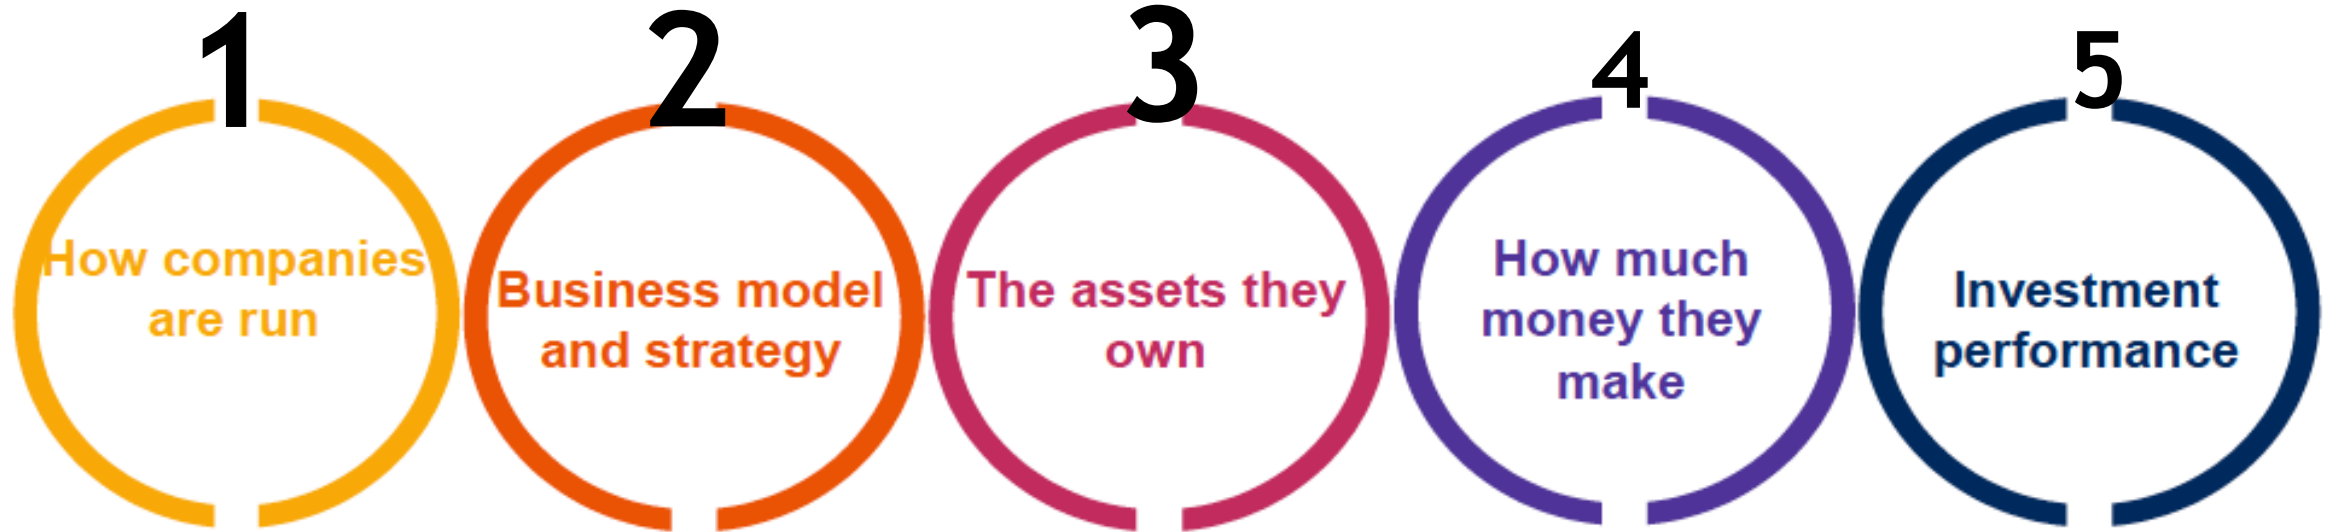 1
How companies
are run
2
Business model
and strategy
3
The assets they
own
4
How much
money they
make
5
Investment
performance